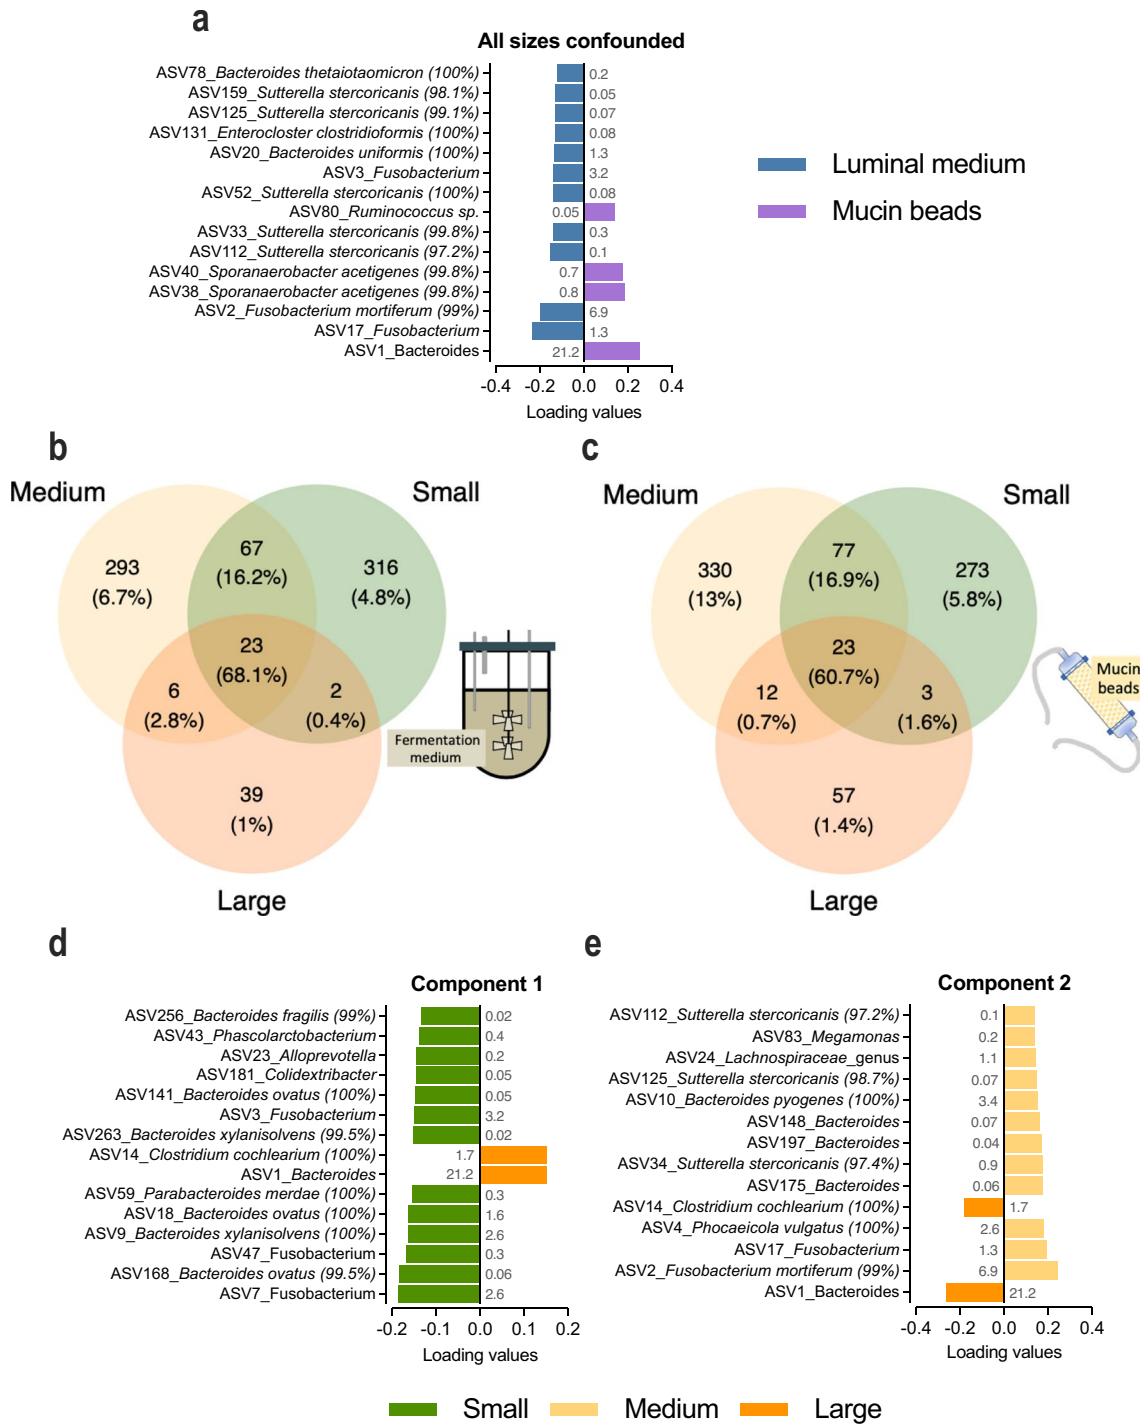 a
All sizes confounded
ASV78_Bacteroides thetaiotaomicron (100%) 0.2
ASV159_Sutterella stercoricanis (98.1%) 0.05
ASV125_Sutterella stercoricanis (99.1%) 0.07
ASV131_Enterocloster clostridioformis (100%) 0.08
ASV20_Bacteroides uniformis (100%) 1.3
ASV3_Fusobacterium 3.2
ASV52_Sutterella stercoricanis (100%) 0.08
ASV80_Ruminococcus sp. 0.05
ASV33_Sutterella stercoricanis (99.8%) 0.3
ASV112_Sutterella stercoricanis (97.2%) 0.1
ASV40_Sporanaerobacter acetigenes (99.8%) 0.7
ASV38_Sporanaerobacter acetigenes (99.8%) 0.8
ASV2_Fusobacterium mortiferum (99%) 6.9
ASV17_Fusobacterium 1.3
ASV1_Bacteroides 21.2
-0.4 -0.2 0.0 0.2 0.4
Loading values
Luminal medium
Mucin beads
b
Medium
Small
293
(6.7%)
67
(16.2%)
316
(4.8%)
23
(68.1%)
6
(2.8%)
2
(0.4%)
39
(1%)
Large
Fermentation
medium
c
Medium
Small
330
(13%)
77
(16.9%)
273
(5.8%)
23
(60.7%)
12
(0.7%)
3
(1.6%)
57
(1.4%)
Large
Mucin
beads
d
Component 1
ASV256_Bacteroides fragilis (99%) 0.02
ASV43_Phascolarctobacterium 0.4
ASV23_Alloprevotella 0.2
ASV181_Colidextribacter 0.05
ASV141_Bacteroides ovatus (100%) 0.05
ASV3_Fusobacterium 3.2
ASV263_Bacteroides xylanisolvens (99.5%) 0.02
ASV14_Clostridium cochlearium (100%) 1.7
ASV1_Bacteroides 21.2
ASV59_Parabacteroides merdae (100%) 0.3
ASV18_Bacteroides ovatus (100%) 1.6
ASV9_Bacteroides xylanisolvens (100%) 2.6
ASV47_Fusobacterium 0.3
ASV168_Bacteroides ovatus (99.5%) 0.06
ASV7_Fusobacterium 2.6
-0.2 -0.1 0.0 0.1 0.2
Loading values
e
Component 2
ASV112_Sutterella stercoricanis (97.2%) 0.1
ASV83_Megamonas 0.2
ASV24_Lachnospiraceae_genus 1.1
ASV125_Sutterella stercoricanis (98.7%) 0.07
ASV10_Bacteroides pyogenes (100%) 3.4
ASV148_Bacteroides 0.07
ASV197_Bacteroides 0.04
ASV34_Sutterella stercoricanis (97.4%) 0.9
ASV175_Bacteroides 0.06
ASV14_Clostridium cochlearium (100%) 1.7
ASV4_Phocaeicola vulgatus (100%) 2.6
ASV17_Fusobacterium 1.3
ASV2_Fusobacterium mortiferum (99%) 6.9
ASV1_Bacteroides 21.2
-0.4 -0.2 0.0 0.2 0.4
Loading values
Small Medium Large